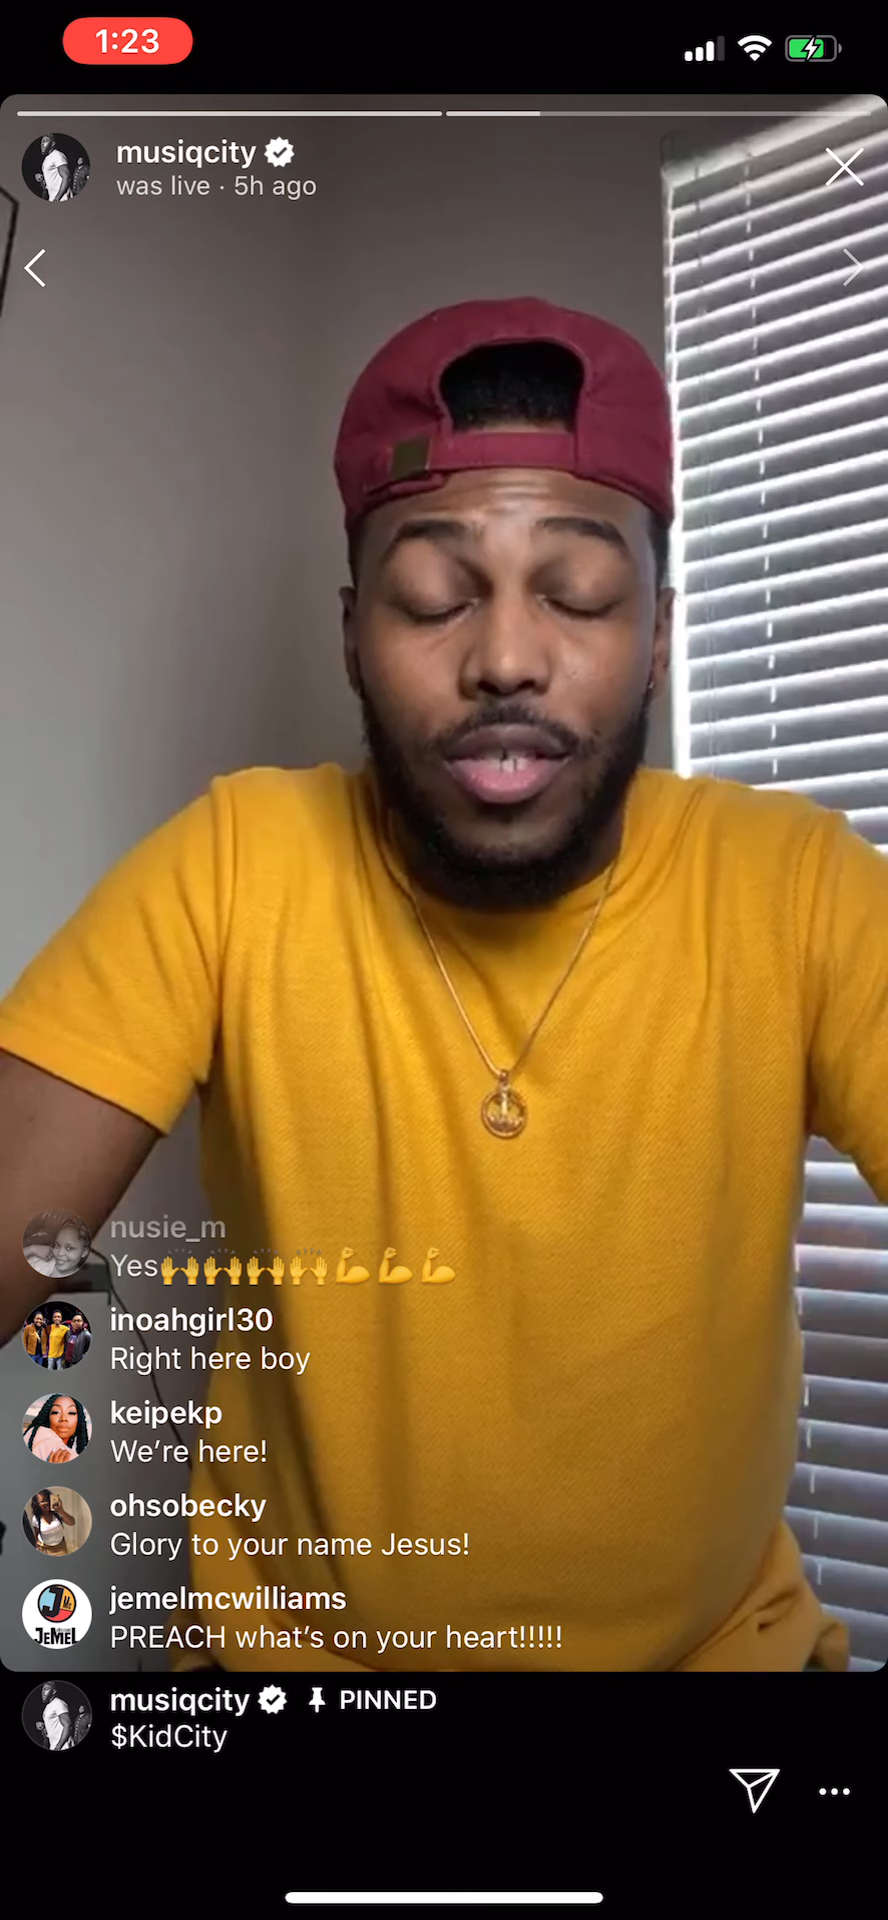 1:23
musiqcity
was live · 5h ago
nusie_m
Yes🙌🙌🙌🙌💪💪💪
inoahgirl30
Right here boy
keipekp
We’re here!
ohsobecky
Glory to your name Jesus!
jemelmcwilliams
PREACH what’s on your heart!!!!!
JEMEL
musiqcity PINNED
$KidCity